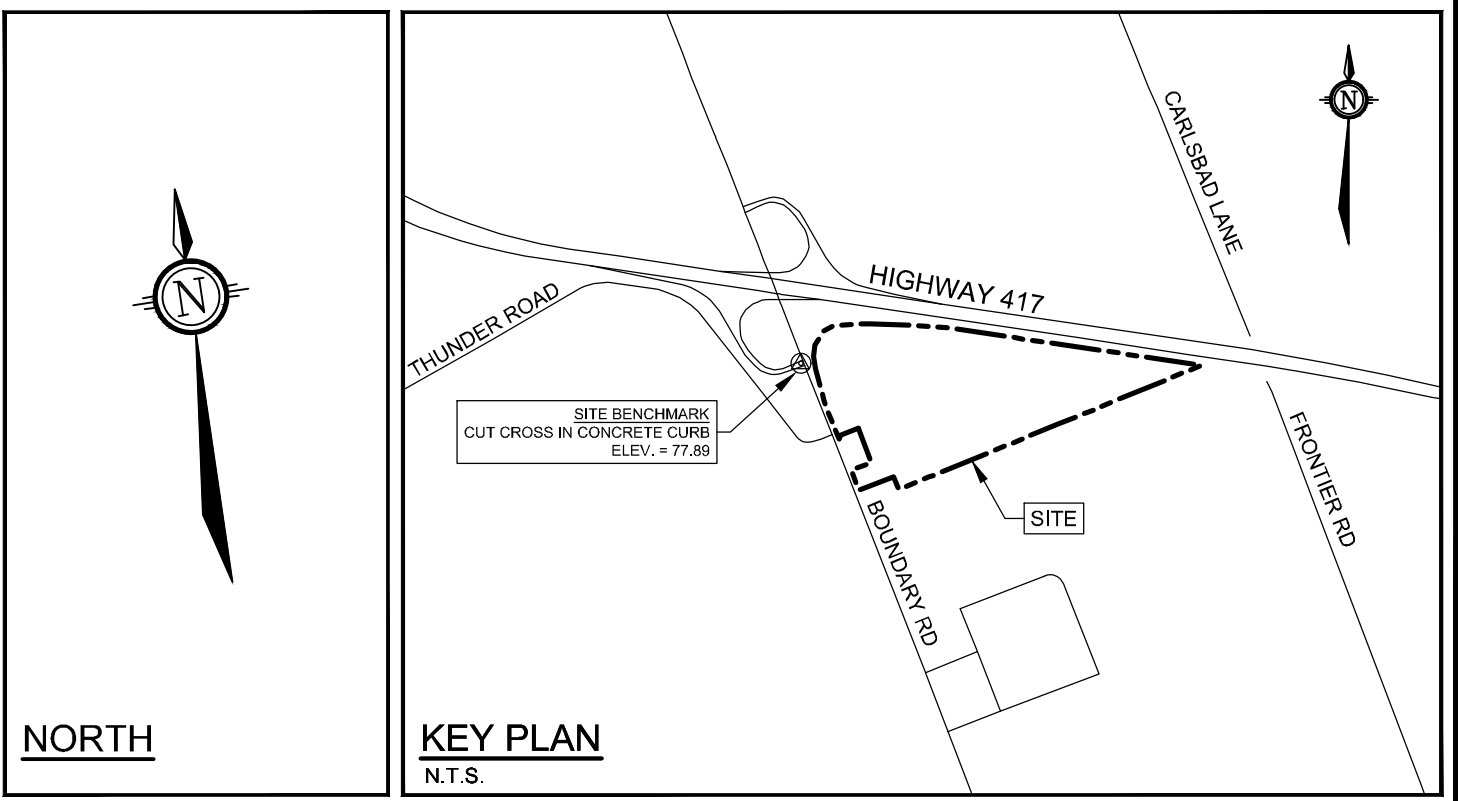 N
NORTH
N
CARLSBAD LANE
HIGHWAY 417
THUNDER ROAD
SITE BENCHMARK
CUT CROSS IN CONCRETE CURB
ELEV. = 77.89
FRONTIER RD
SITE
BOUNDARY RD
KEY PLAN
N.T.S.